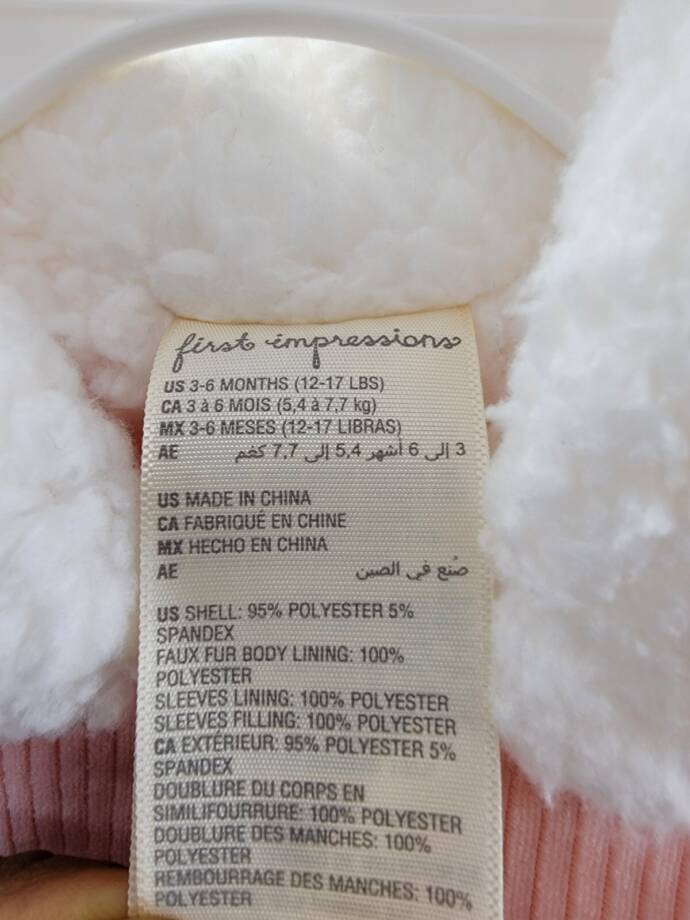 first impressions
US 3-6 MONTHS (12-17 LBS)
CA 3 à 6 MOIS (5,4 à 7,7 kg)
MX 3-6 MESES (12-17 LIBRAS)
AE 3 إلى 6 أشهر 5,4 إلى 7,7 كغم
US MADE IN CHINA
CA FABRIQUÉ EN CHINE
MX HECHO EN CHINA
AE صُنع في الصين
US SHELL: 95% POLYESTER 5%
SPANDEX
FAUX FUR BODY LINING: 100%
POLYESTER
SLEEVES LINING: 100% POLYESTER
SLEEVES FILLING: 100% POLYESTER
CA EXTÉRIEUR: 95% POLYESTER 5%
SPANDEX
DOUBLURE DU CORPS EN
SIMILIFOURRURE: 100% POLYESTER
DOUBLURE DES MANCHES: 100%
POLYESTER
REMBOURRAGE DES MANCHES: 100%
POLYESTER